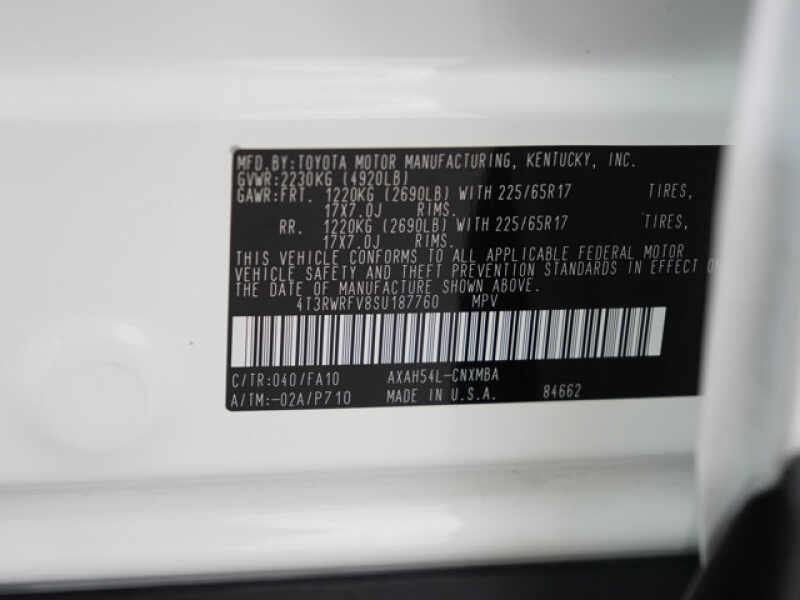 MFD.BY:TOYOTA MOTOR MANUFACTURING, KENTUCKY, INC.
GVWR:2230KG (4920LB)
GAWR:FRT. 1220KG (2690LB) WITH 225/65R17 TIRES,
17X7.0J RIMS.
RR. 1220KG (2690LB) WITH 225/65R17 TIRES,
17X7.0J RIMS.
THIS VEHICLE CONFORMS TO ALL APPLICABLE FEDERAL MOTOR
VEHICLE SAFETY AND THEFT PREVENTION STANDARDS IN EFFECT
THE DATE OF MANUFACTURE SHOWN ABOVE.
4T3RWRFV8SU187760 MPV
C/TR:040/FA10 AXAH54L-CNXMBA
A/TM:-02A/P710 MADE IN U.S.A. 84662